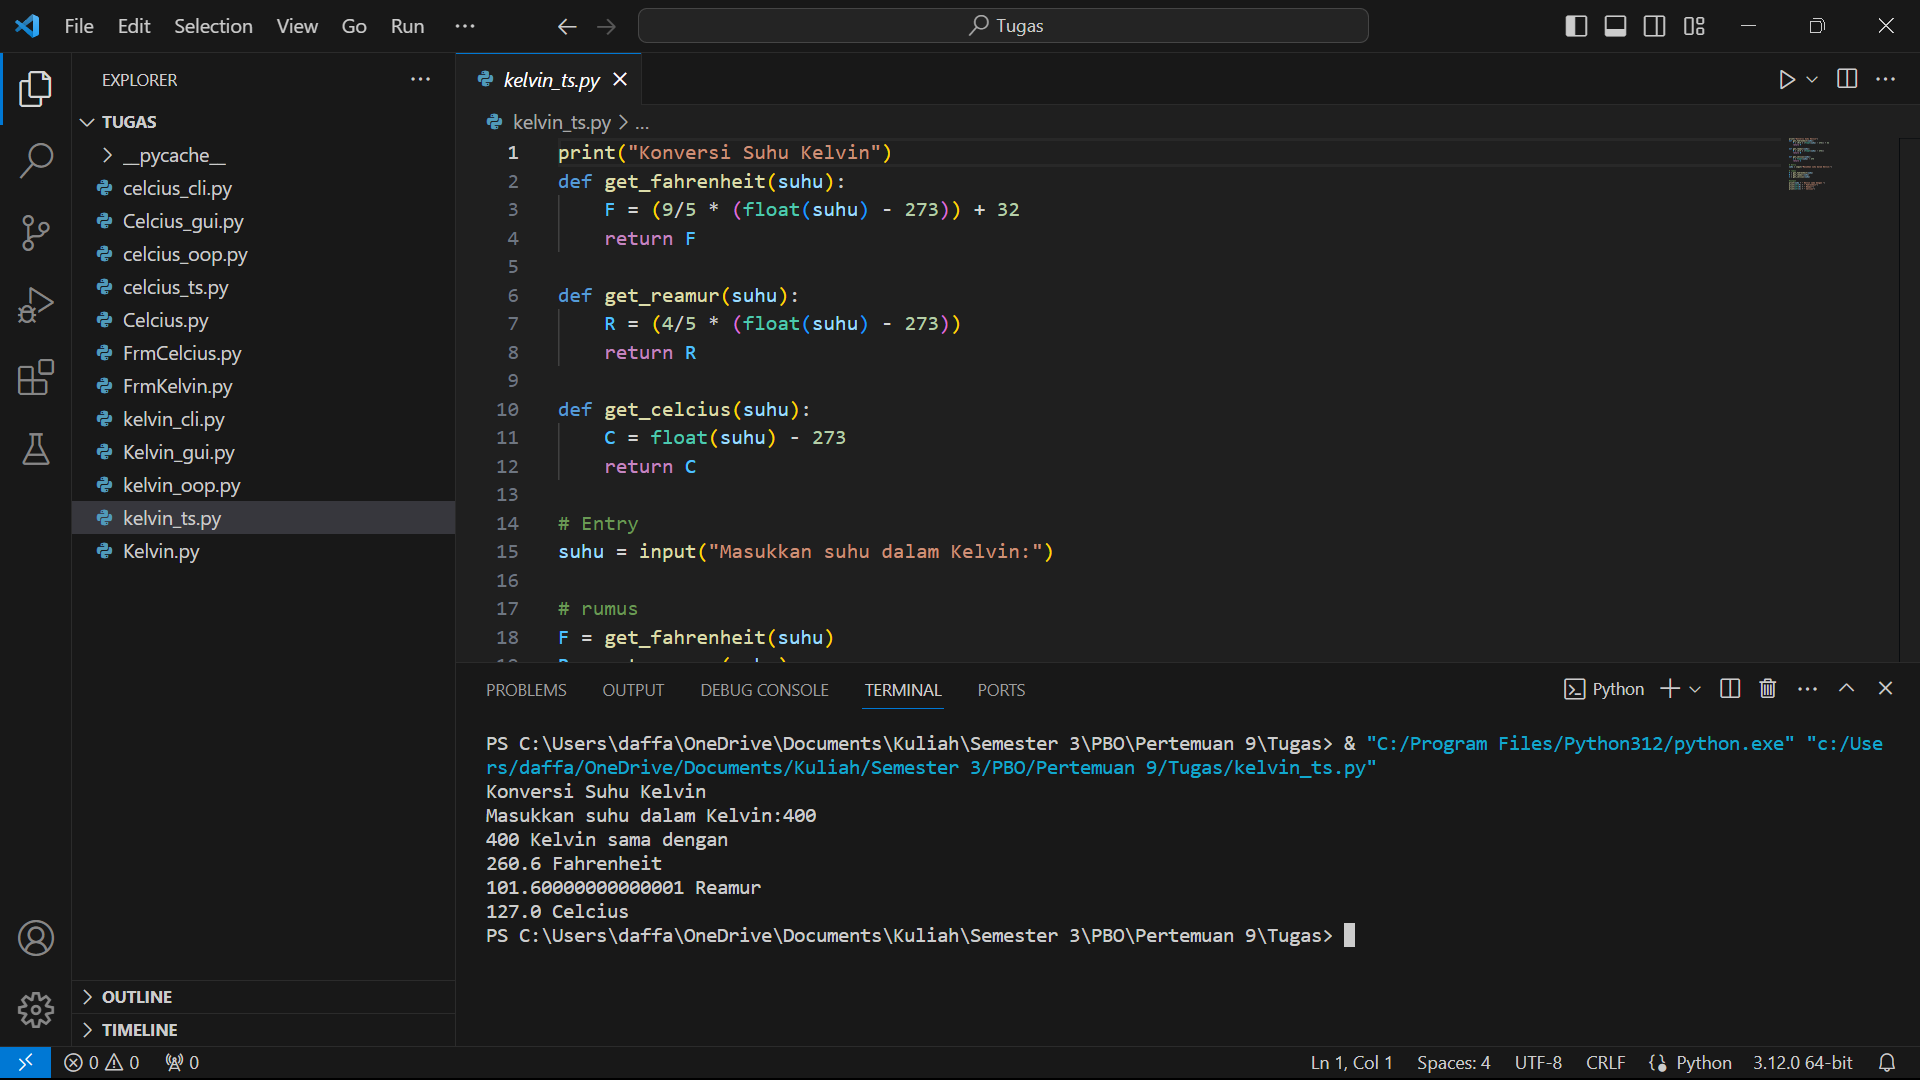 File Edit Selection View Go Run ··· Tugas
EXPLORER
TUGAS
__pycache__
celcius_cli.py
Celcius_gui.py
celcius_oop.py
celcius_ts.py
Celcius.py
FrmCelcius.py
FrmKelvin.py
kelvin_cli.py
Kelvin_gui.py
kelvin_oop.py
kelvin_ts.py
Kelvin.py
OUTLINE
TIMELINE
kelvin_ts.py
kelvin_ts.py > ...
1 print("Konversi Suhu Kelvin")
2 def get_fahrenheit(suhu):
3 F = (9/5 * (float(suhu) - 273)) + 32
4 return F
5
6 def get_reamur(suhu):
7 R = (4/5 * (float(suhu) - 273))
8 return R
9
10 def get_celcius(suhu):
11 C = float(suhu) - 273
12 return C
13
14 # Entry
15 suhu = input("Masukkan suhu dalam Kelvin:")
16
17 # rumus
18 F = get_fahrenheit(suhu)
PROBLEMS OUTPUT DEBUG CONSOLE TERMINAL PORTS Python
PS C:\Users\daffa\OneDrive\Documents\Kuliah\Semester 3\PBO\Pertemuan 9\Tugas> & "C:/Program Files/Python312/python.exe" "c:/Use
rs/daffa/OneDrive/Documents/Kuliah/Semester 3/PBO/Pertemuan 9/Tugas/kelvin_ts.py"
Konversi Suhu Kelvin
Masukkan suhu dalam Kelvin:400
400 Kelvin sama dengan
260.6 Fahrenheit
101.60000000000001 Reamur
127.0 Celcius
PS C:\Users\daffa\OneDrive\Documents\Kuliah\Semester 3\PBO\Pertemuan 9\Tugas>
0 0 0 Ln 1, Col 1 Spaces: 4 UTF-8 CRLF Python 3.12.0 64-bit